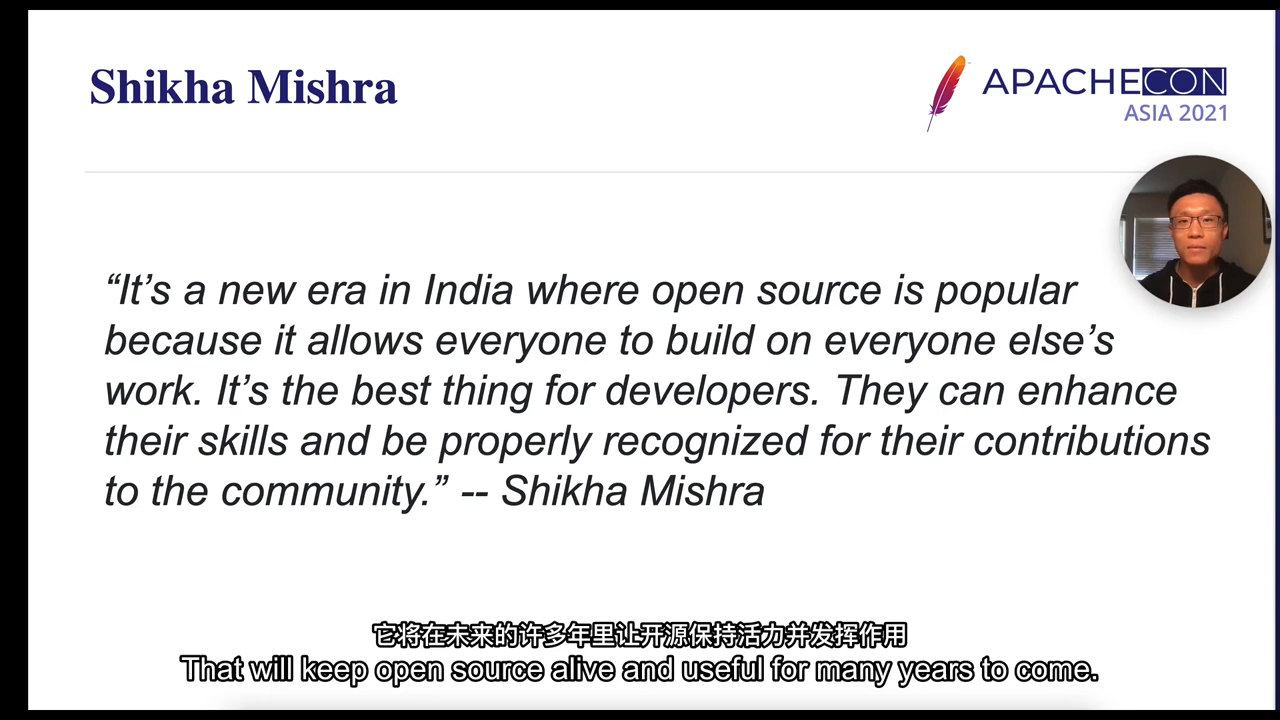 Shikha Mishra
APACHECON
ASIA 2021
“It’s a new era in India where open source is popular
because it allows everyone to build on everyone else’s
work. It’s the best thing for developers. They can enhance
their skills and be properly recognized for their contributions
to the community.” -- Shikha Mishra
它将在未来的许多年里让开源保持活力并发挥作用
That will keep open source alive and useful for many years to come.